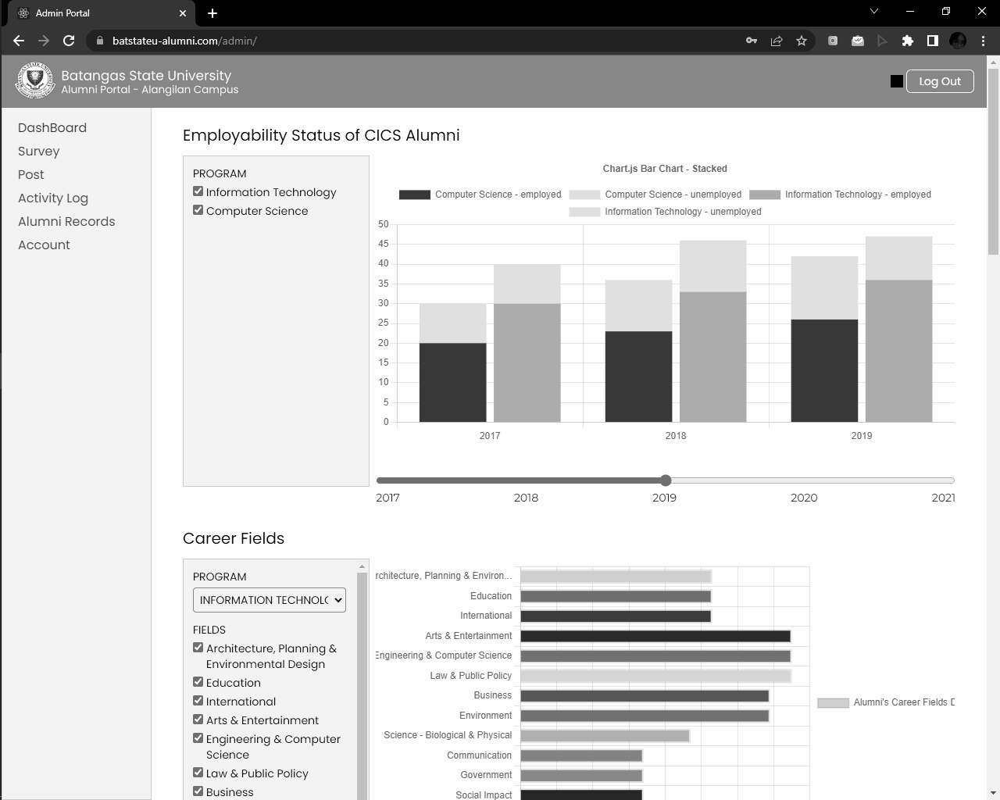 Admin Portal
batstateu-alumni.com/admin/
Batangas State University
Alumni Portal - Alangilan Campus
Log Out
DashBoard
Survey
Post
Activity Log
Alumni Records
Account
Employability Status of CICS Alumni
PROGRAM
Information Technology
Computer Science
Chart.js Bar Chart - Stacked
Computer Science - employed
Computer Science - unemployed
Information Technology - employed
Information Technology - unemployed
50
45
40
35
30
25
20
15
10
5
0
2017
2018
2019
2017
2018
2019
2020
2021
Career Fields
PROGRAM
INFORMATION TECHNOLO
FIELDS
Architecture, Planning &
Environmental Design
Education
International
Arts & Entertainment
Engineering & Computer
Science
Law & Public Policy
Business
rchitecture, Planning & Environ...
Education
International
Arts & Entertainment
Engineering & Computer Science
Law & Public Policy
Business
Environment
Science - Biological & Physical
Communication
Government
Social Impact
Alumni's Career Fields D